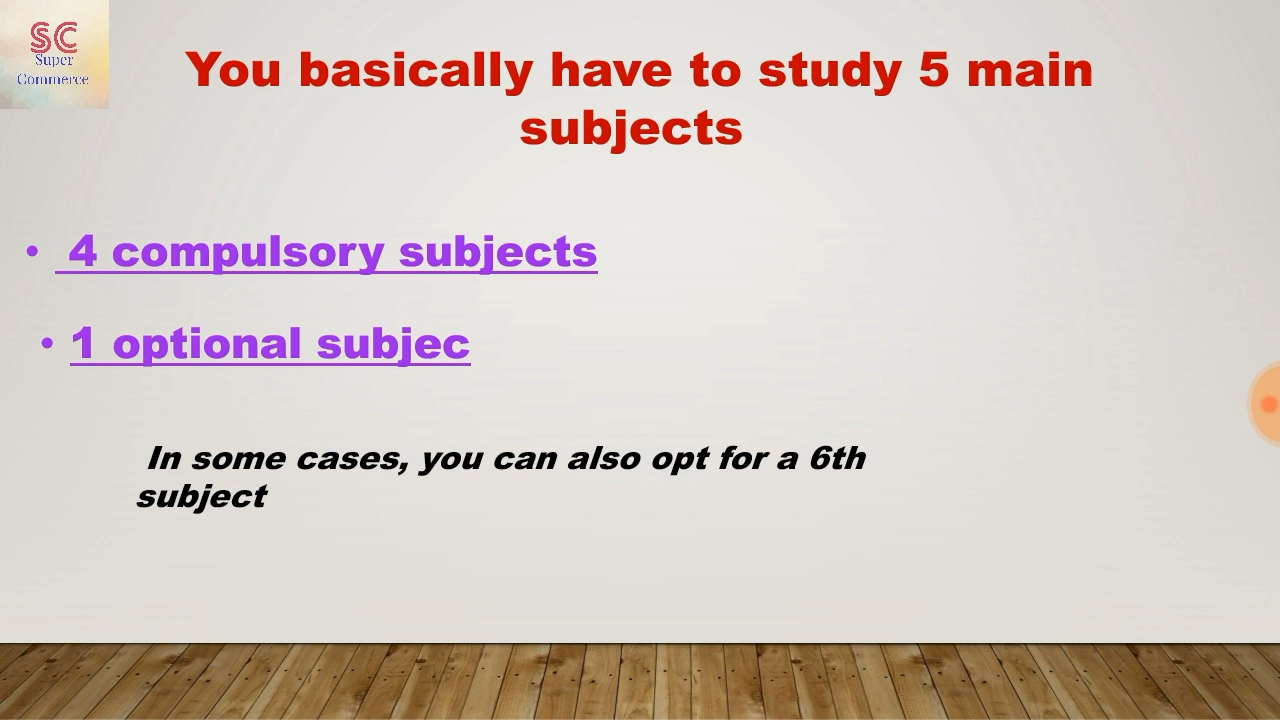 SC
Super
Commerce
You basically have to study 5 main
subjects
• 4 compulsory subjects
• 1 optional subjec
In some cases, you can also opt for a 6th
subject